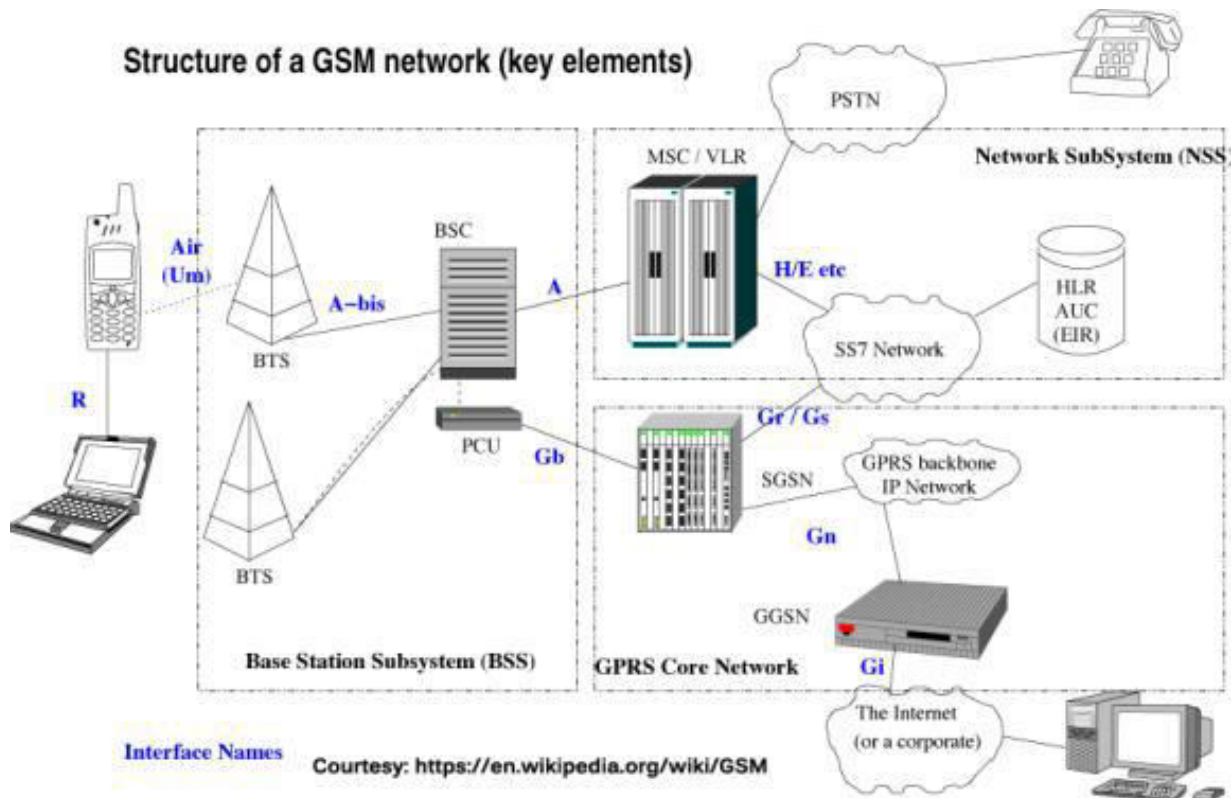 Structure of a GSM network (key elements)
PSTN
MSC / VLR
Network SubSystem (NSS)
BSC
Air
(Um)
H/E etc
A
A-bis
HLR
AUC
(EIR)
SS7 Network
BTS
R
Gr / Gs
PCU
Gb
SGSN
GPRS backbone
IP Network
Gn
BTS
GGSN
Base Station Subsystem (BSS)
GPRS Core Network
Gi
The Internet
(or a corporate)
Interface Names
Courtesy: https://en.wikipedia.org/wiki/GSM